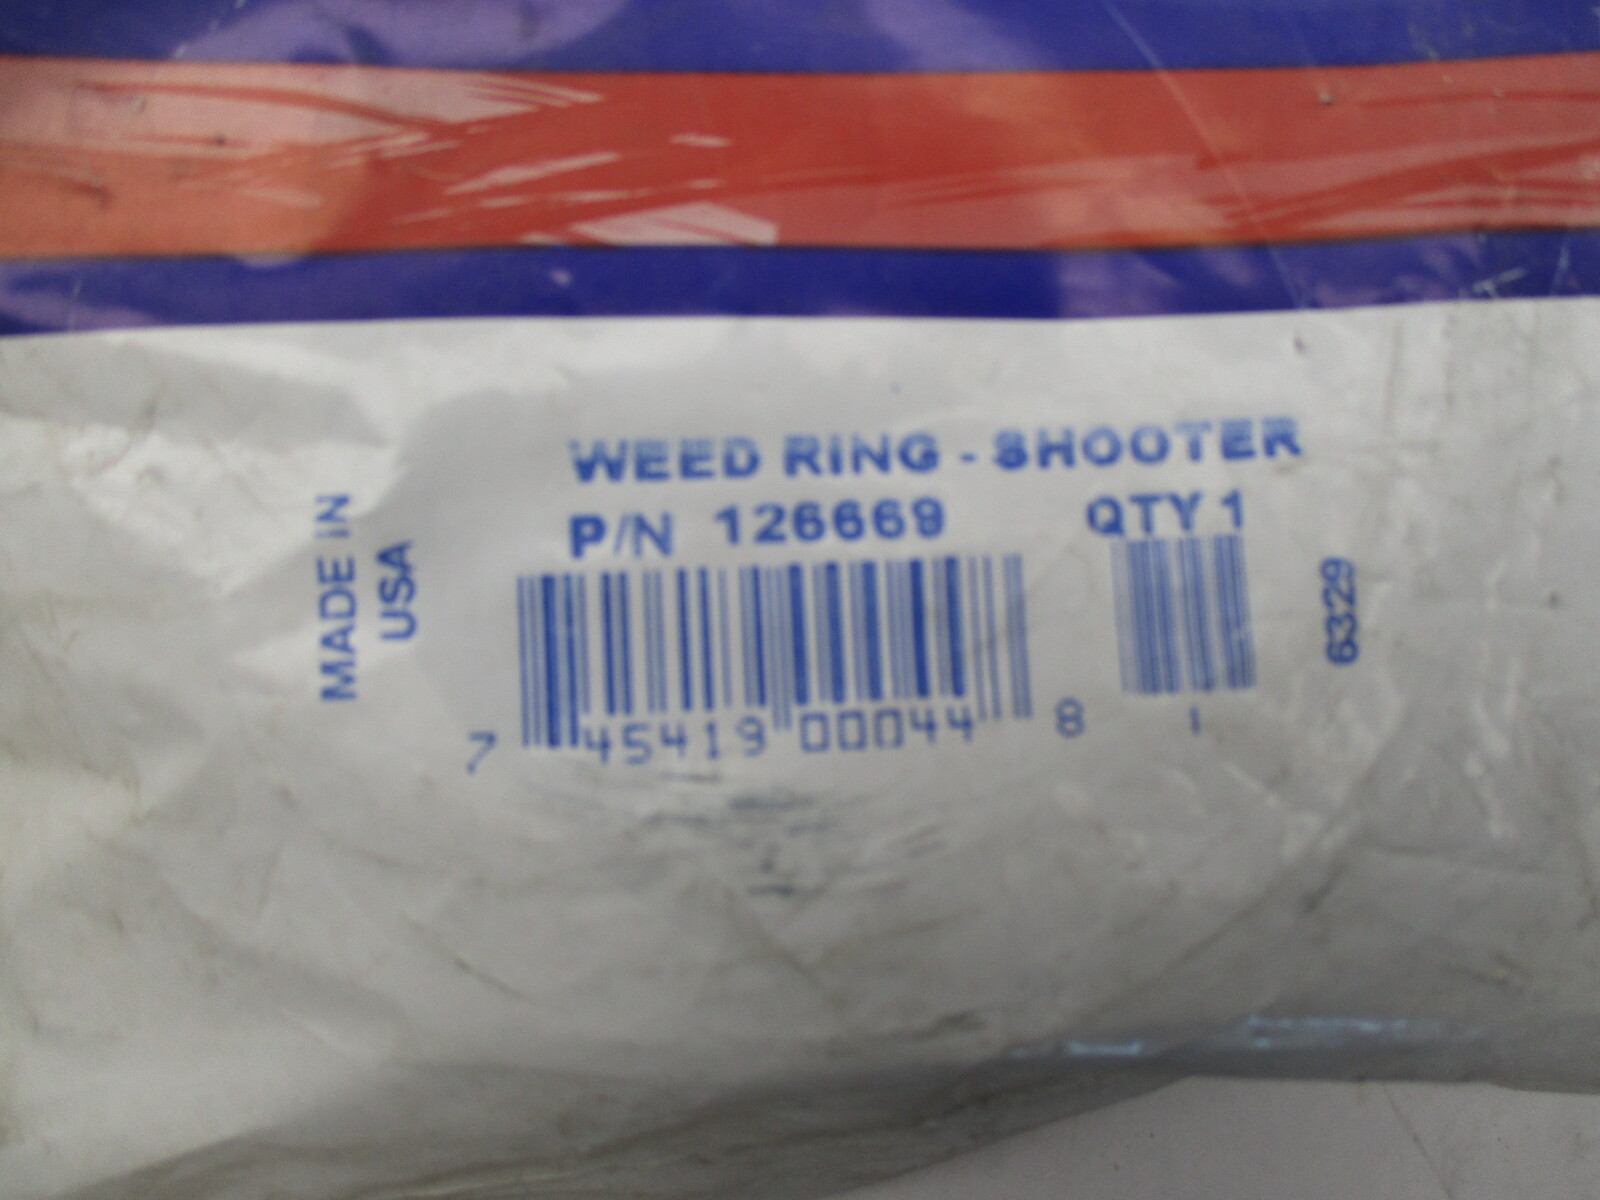 WEED RING - SHOOTER
P/N 126669 QTY 1
MADE IN
USA
7 45419 00044 8
1
6329